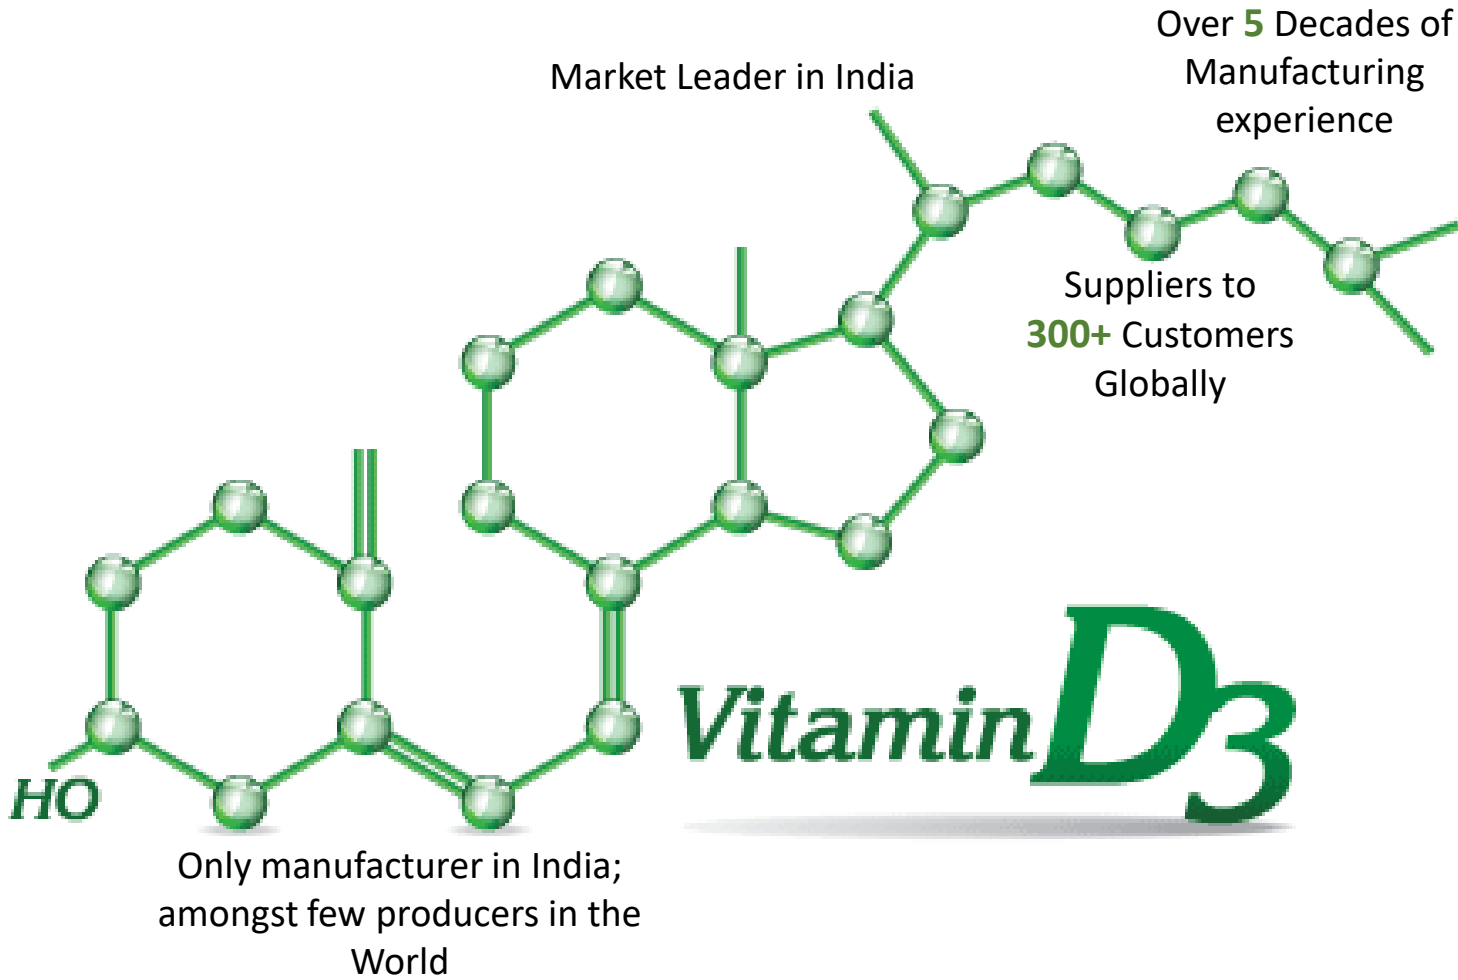 Over 5 Decades of
Manufacturing
experience
Market Leader in India
Suppliers to
300+ Customers
Globally
Vitamin D3
HO
Only manufacturer in India;
amongst few producers in the
World